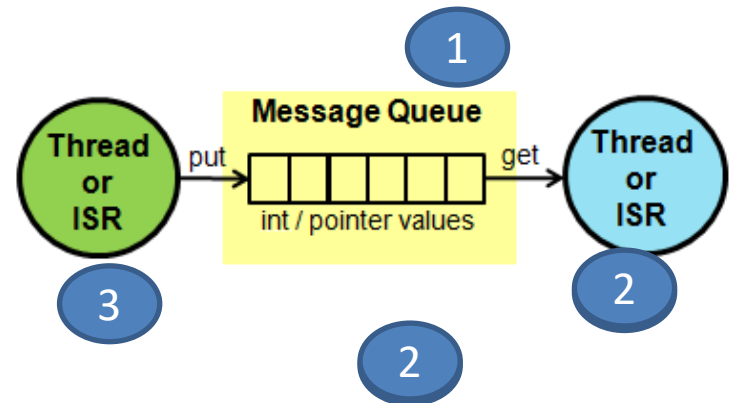 1
Message Queue
Thread
or
ISR
put
get
Thread
or
ISR
int / pointer values
3
2
2